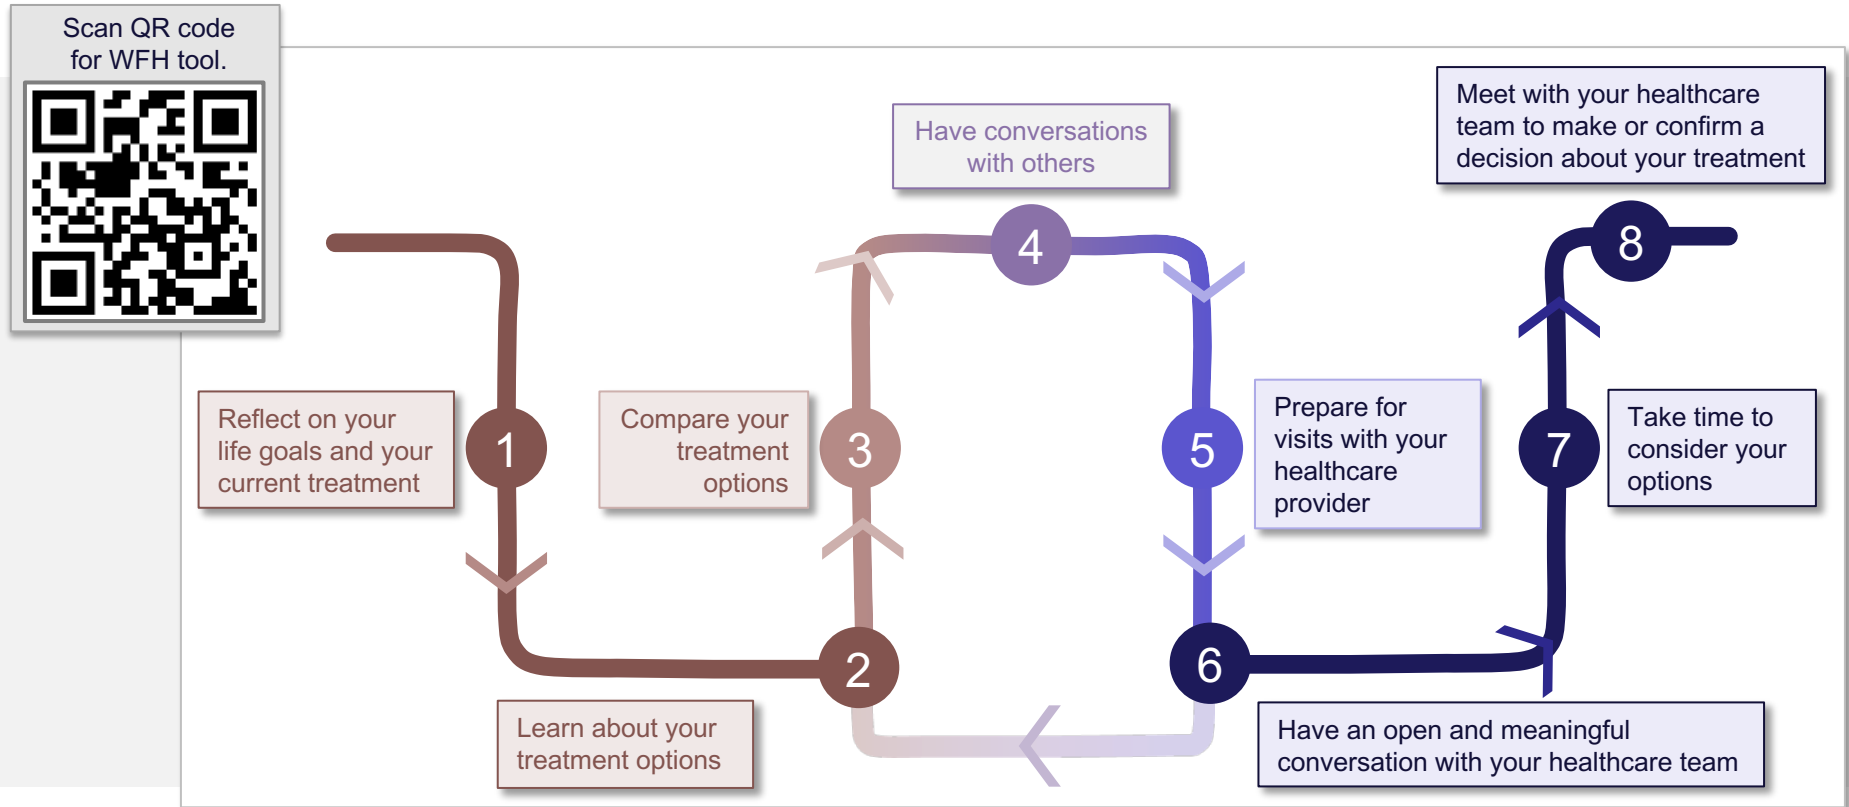 Scan QR code
for WFH tool.
1
Reflect on your
life goals and your
current treatment
2
Learn about your
treatment options
3
Compare your
treatment
options
4
Have conversations
with others
5
Prepare for
visits with your
healthcare
provider
6
Have an open and meaningful
conversation with your healthcare team
7
Take time to
consider your
options
8
Meet with your healthcare
team to make or confirm a
decision about your treatment